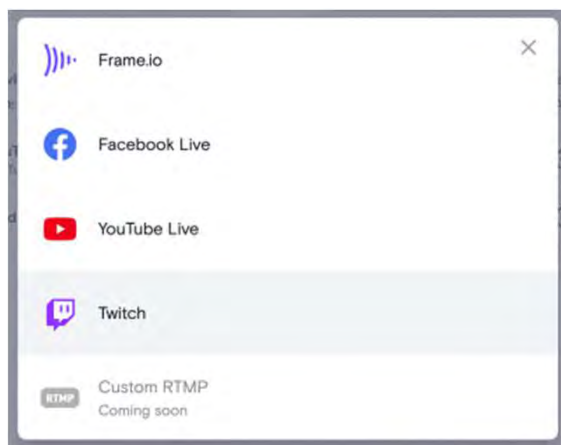 Frame.io
Facebook Live
YouTube Live
Twitch
RTMP
Custom RTMP
Coming soon